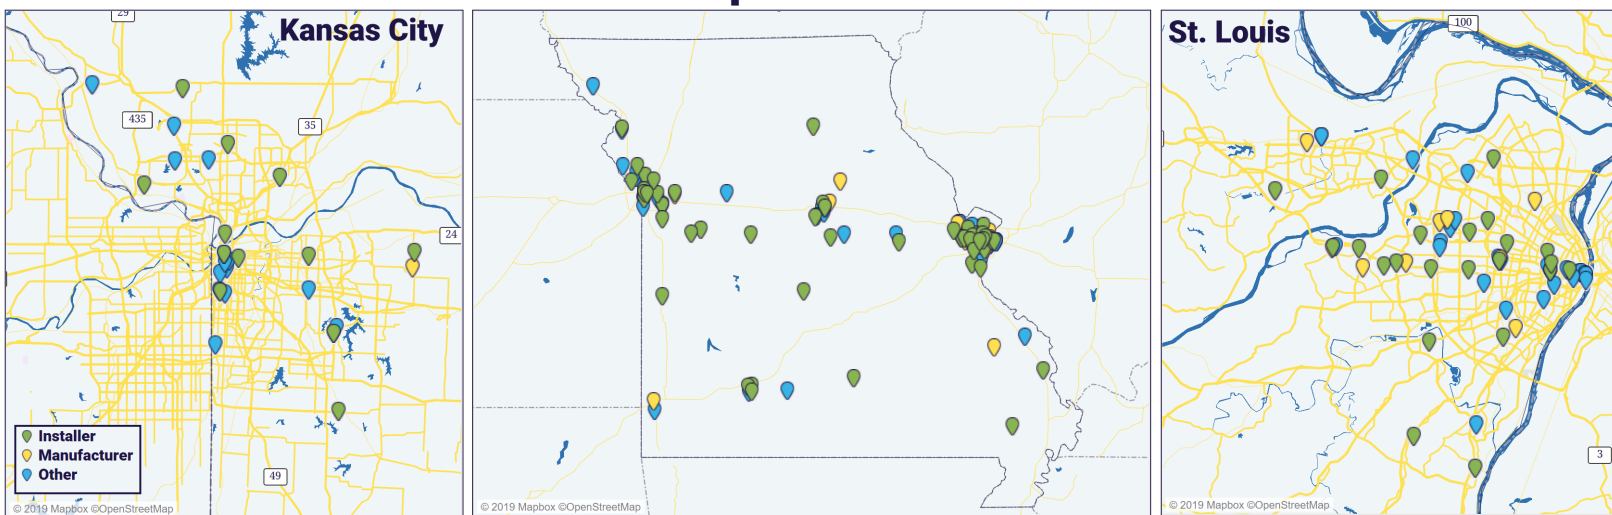 Kansas City
St. Louis
29
435
35
24
49
100
3
Installer
Manufacturer
Other
© 2019 Mapbox ©OpenStreetMap
© 2019 Mapbox ©OpenStreetMap
© 2019 Mapbox ©OpenStreetMap